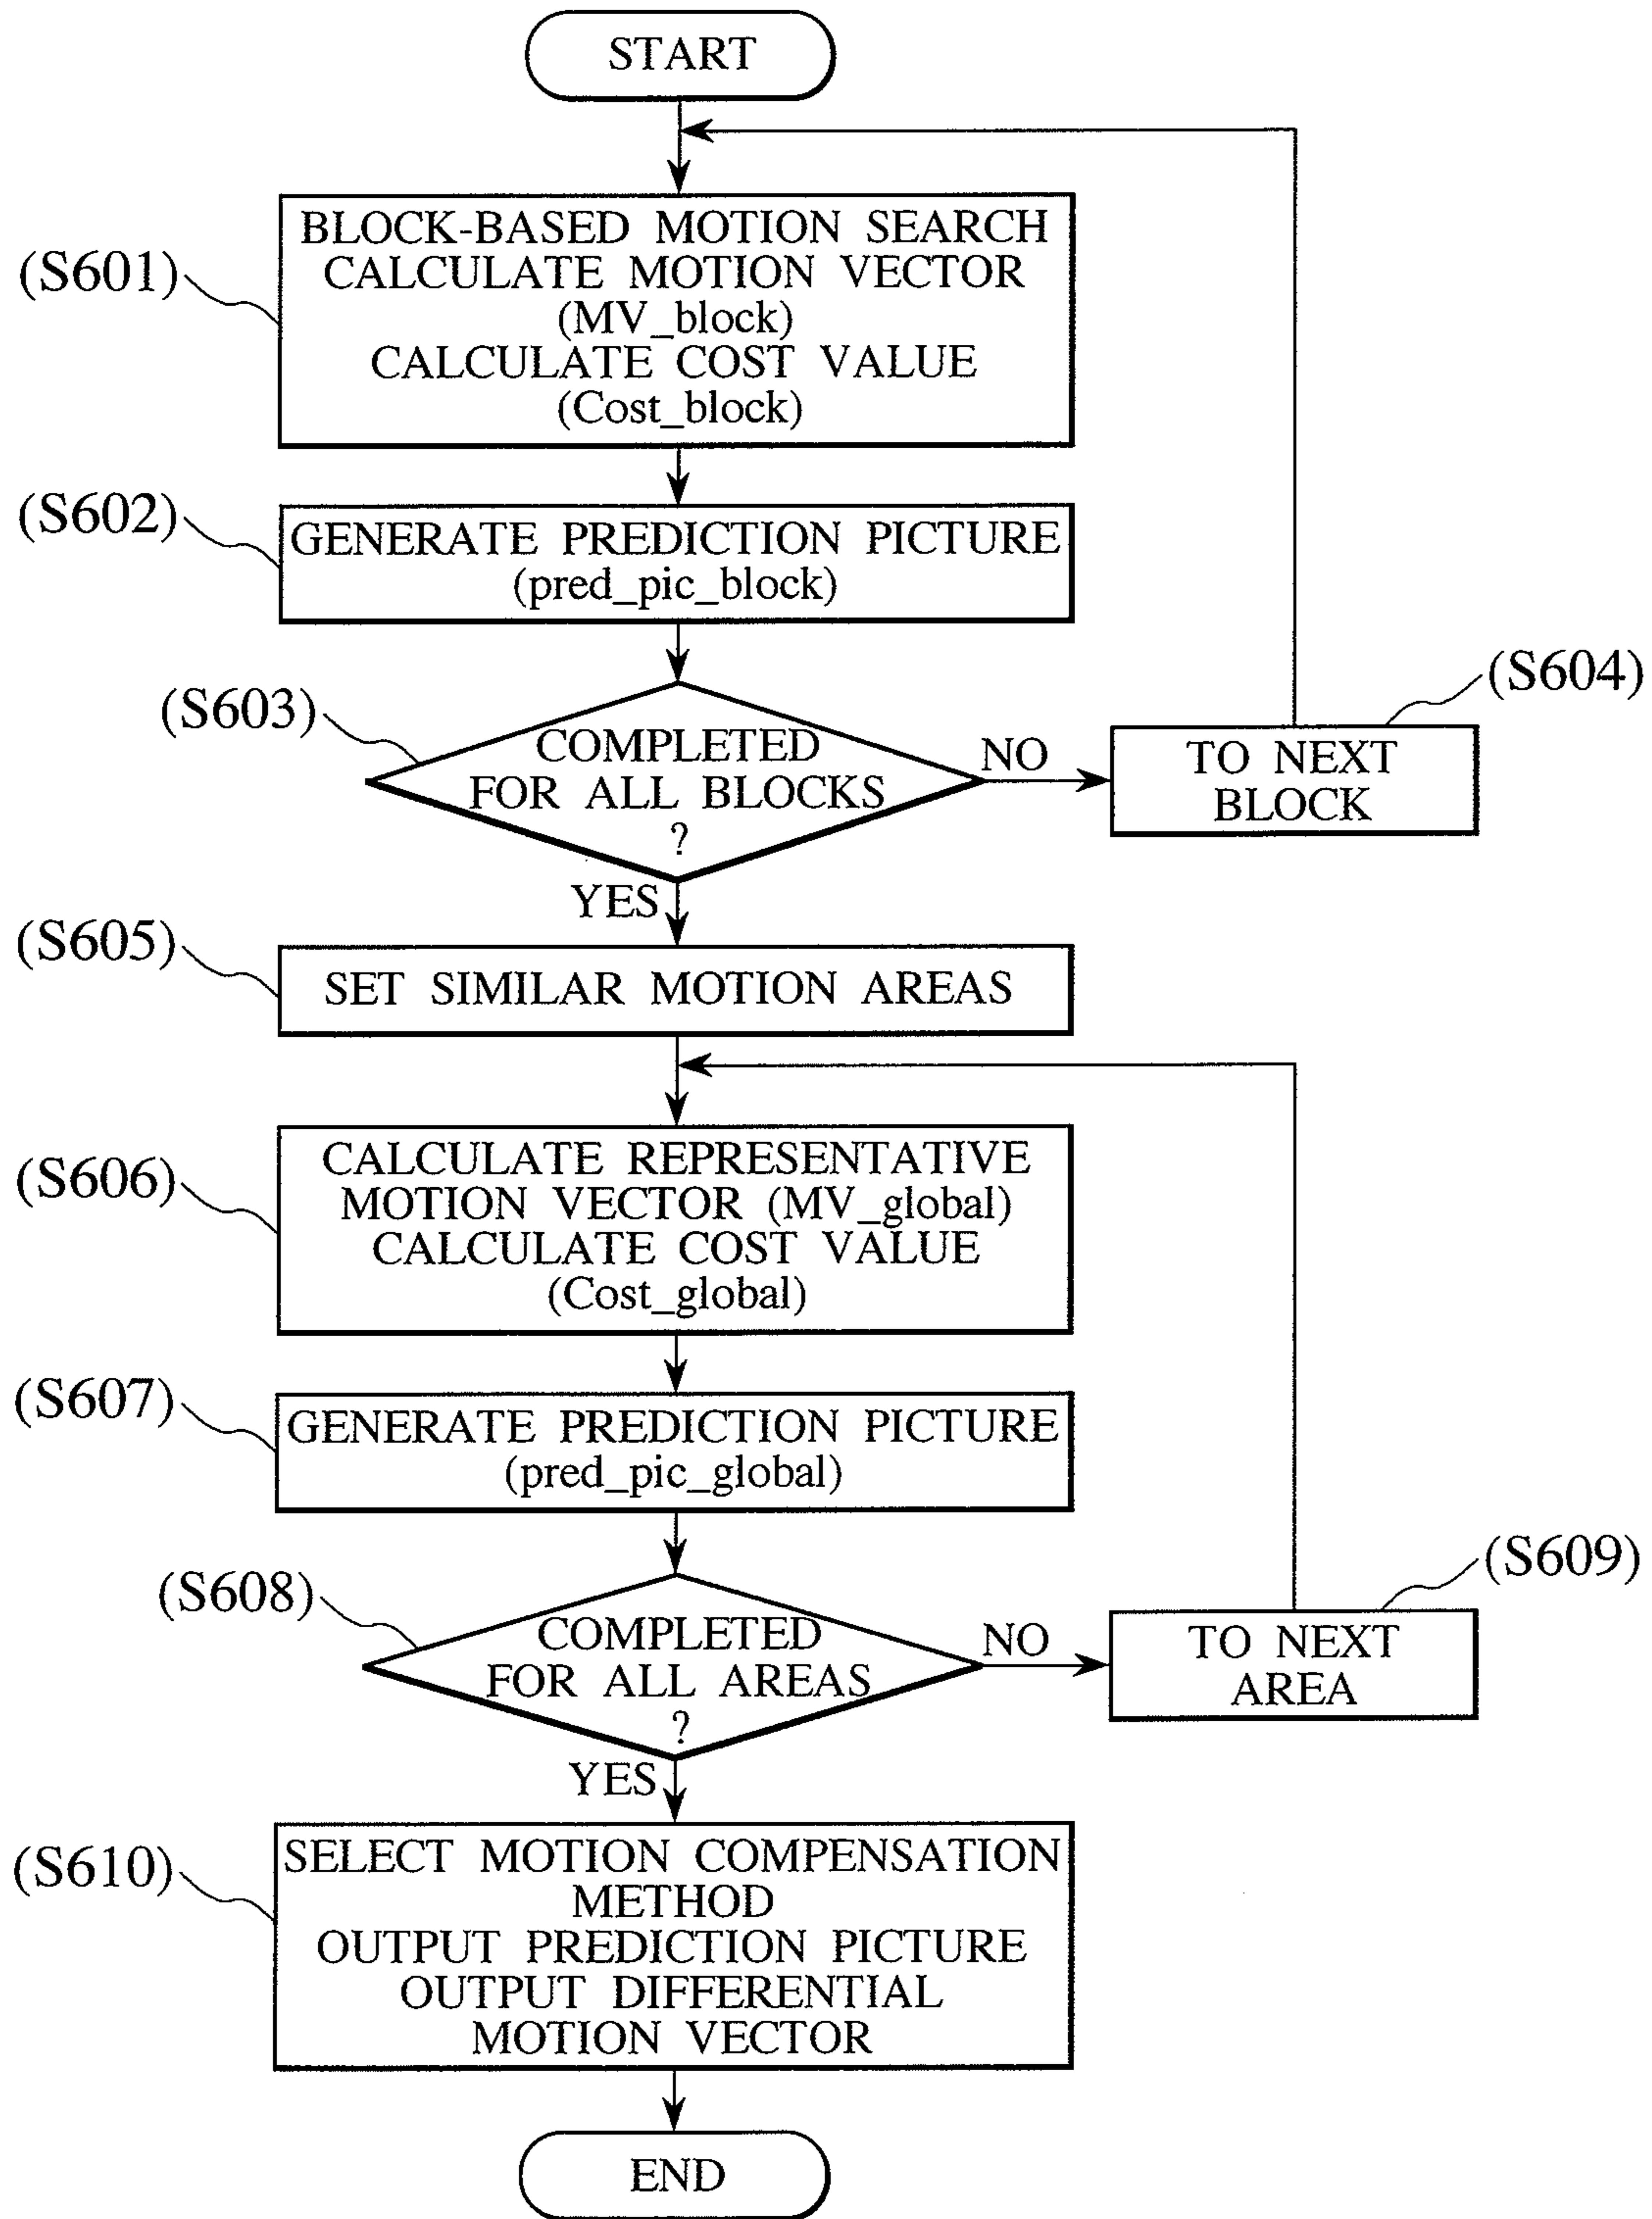 START
(S601)
BLOCK-BASED MOTION SEARCH
CALCULATE MOTION VECTOR
(MV_block)
CALCULATE COST VALUE
(Cost_block)
(S602)
GENERATE PREDICTION PICTURE
(pred_pic_block)
(S603)
COMPLETED
FOR ALL BLOCKS
?
NO
(S604)
TO NEXT
BLOCK
YES
(S605)
SET SIMILAR MOTION AREAS
(S606)
CALCULATE REPRESENTATIVE
MOTION VECTOR (MV_global)
CALCULATE COST VALUE
(Cost_global)
(S607)
GENERATE PREDICTION PICTURE
(pred_pic_global)
(S608)
COMPLETED
FOR ALL AREAS
?
NO
(S609)
TO NEXT
AREA
YES
(S610)
SELECT MOTION COMPENSATION
METHOD
OUTPUT PREDICTION PICTURE
OUTPUT DIFFERENTIAL
MOTION VECTOR
END